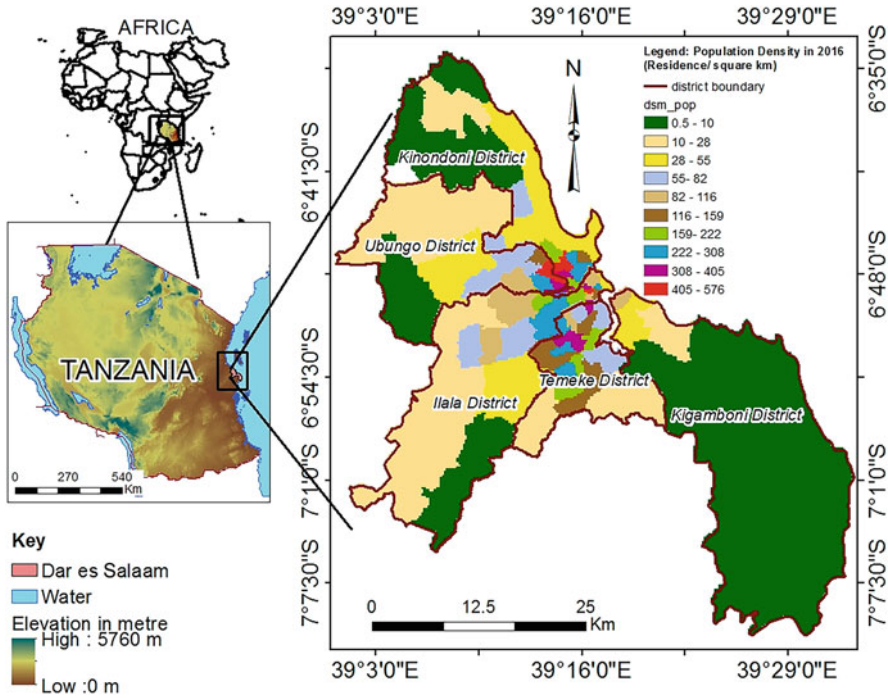 AFRICA
TANZANIA
0 270 540
Km
Key
Dar es Salaam
Water
Elevation in metre
High : 5760 m
Low :0 m
39°3'0"E 39°16'0"E 39°29'0"E
6°35'0"S
6°41'30"S
6°48'0"S
6°54'30"S
7°1'0"S
7°7'30"S
Legend: Population Density in 2016
(Residence/ square km)
district boundary
dsm_pop
0.5 - 10
10 - 28
28 - 55
55- 82
82 - 116
116 - 159
159- 222
222 - 308
308 - 405
405 - 576
N
Kinondoni District
Ubungo District
Ilala District
Temeke District
Kigamboni District
0 12.5 25
Km
6°35'0"S
6°41'30"S
6°48'0"S
6°54'30"S
7°1'0"S
7°7'30"S
39°3'0"E 39°16'0"E 39°29'0"E